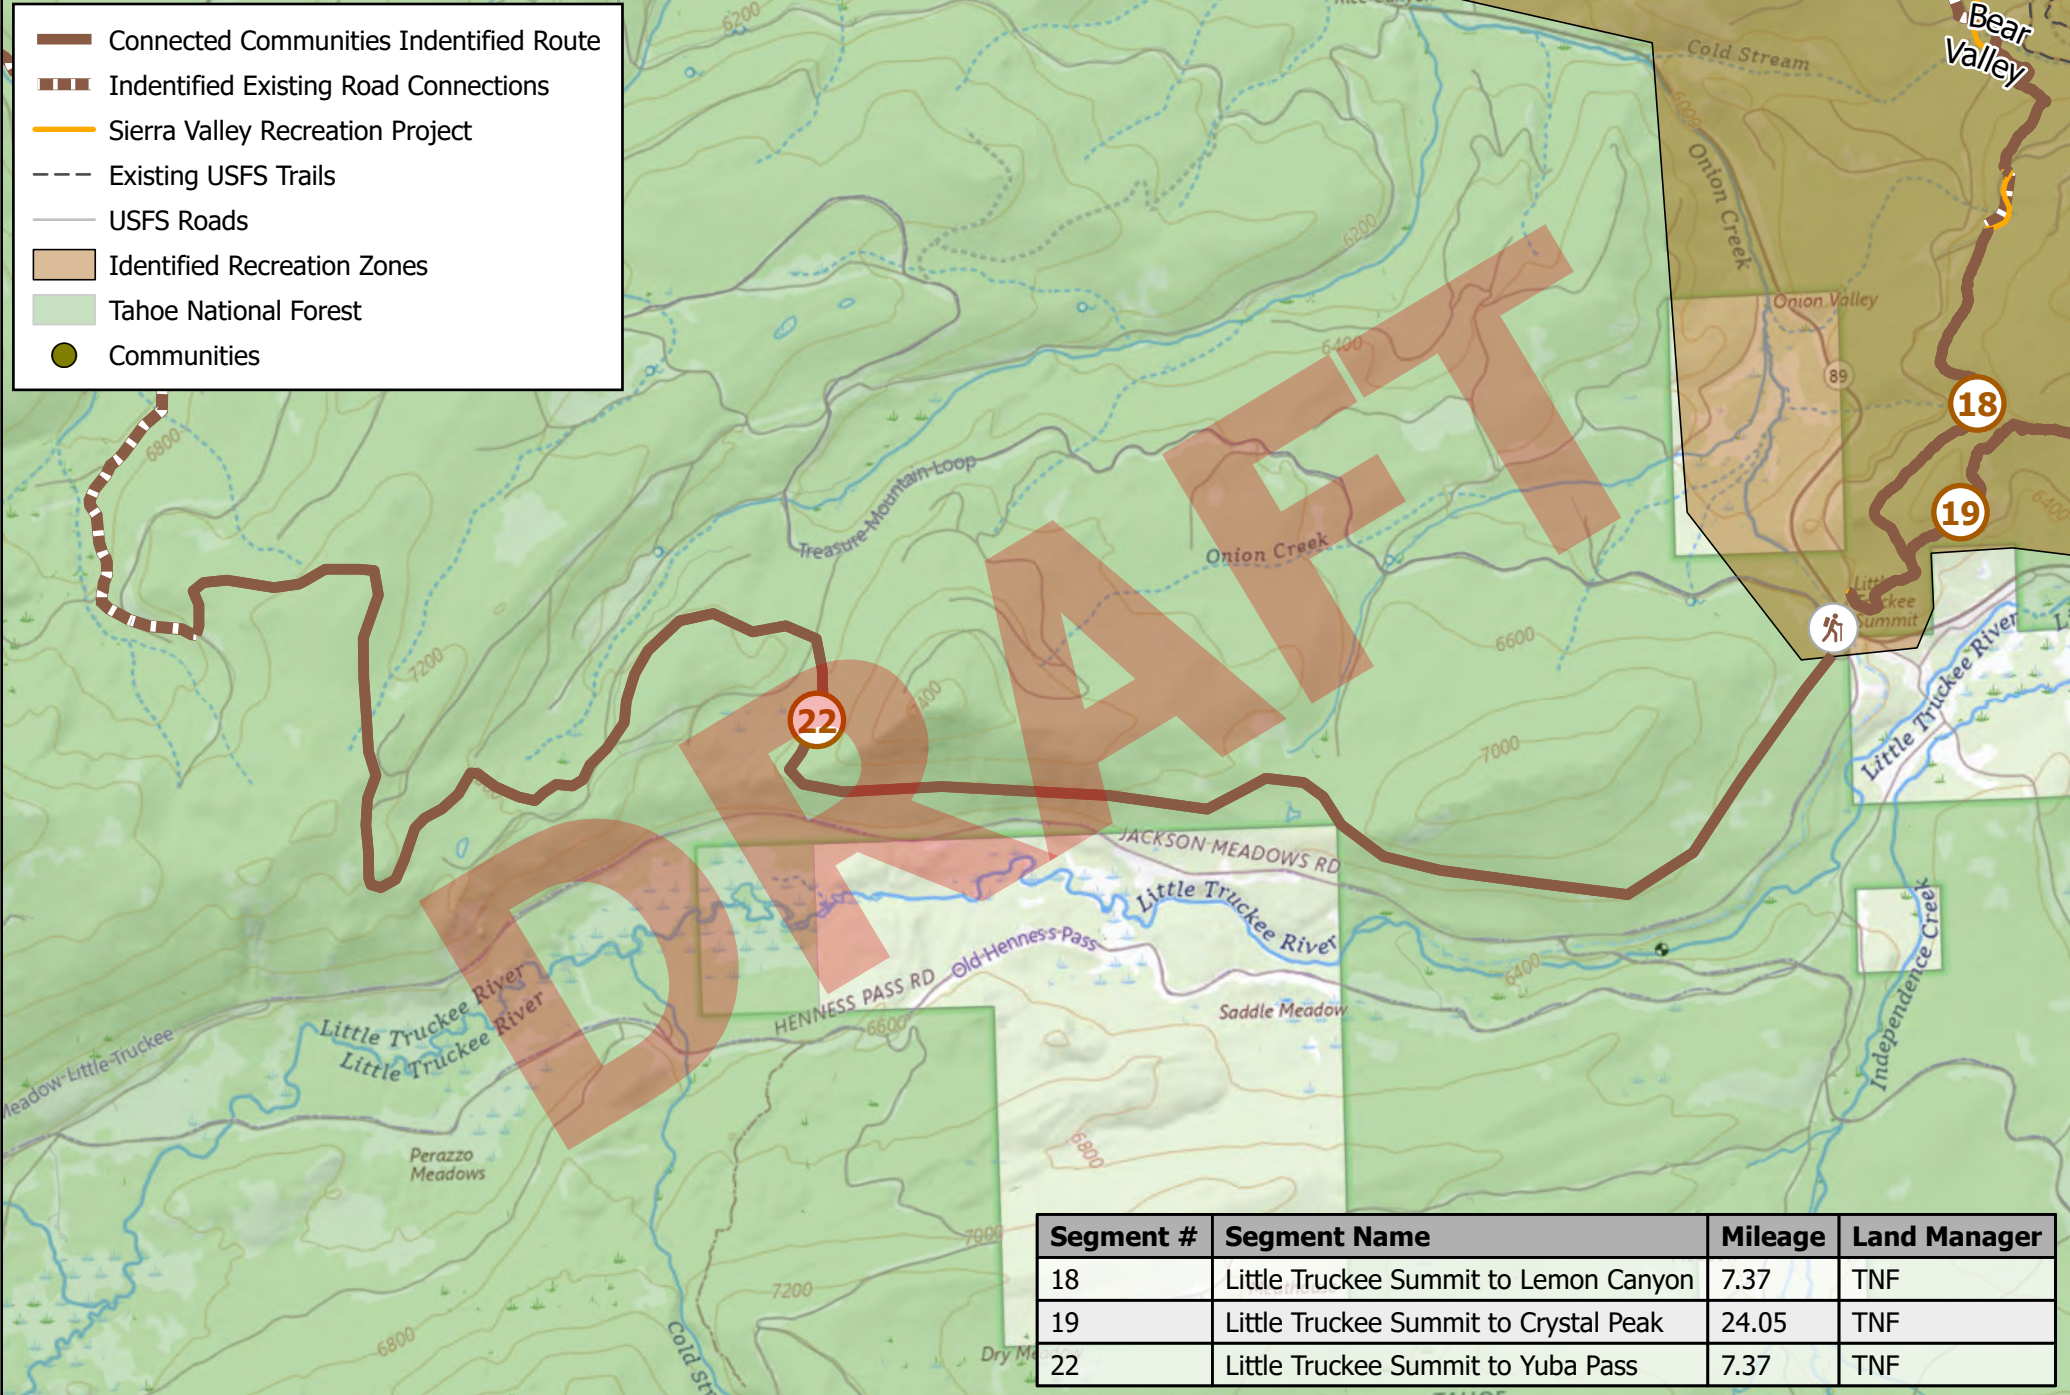 Connected Communities Indentified Route
Indentified Existing Road Connections
Sierra Valley Recreation Project
Existing USFS Trails
USFS Roads
Identified Recreation Zones
Tahoe National Forest
Communities
6200
Bear
Valley
Cold Stream
6000
Onion Creek
6200
Onion Valley
6400
89
18
6800
Treasure Mountain Loop
Onion Creek
19
6400
Little
Truckee
Summit
6600
7200
7400
22
7000
Little Truckee River
DRAFT
JACKSON MEADOWS RD
Little Truckee River
Old Henness Pass
HENNESS PASS RD
6600
Saddle Meadow
6400
Independence Creek
Little Truckee River
Little Truckee River
Meadow-Little-Truckee
Perazzo
Meadows
6800
7000
7200
6800
Segment # Segment Name Mileage Land Manager
18 Little Truckee Summit to Lemon Canyon 7.37 TNF
19 Little Truckee Summit to Crystal Peak 24.05 TNF
22 Little Truckee Summit to Yuba Pass 7.37 TNF